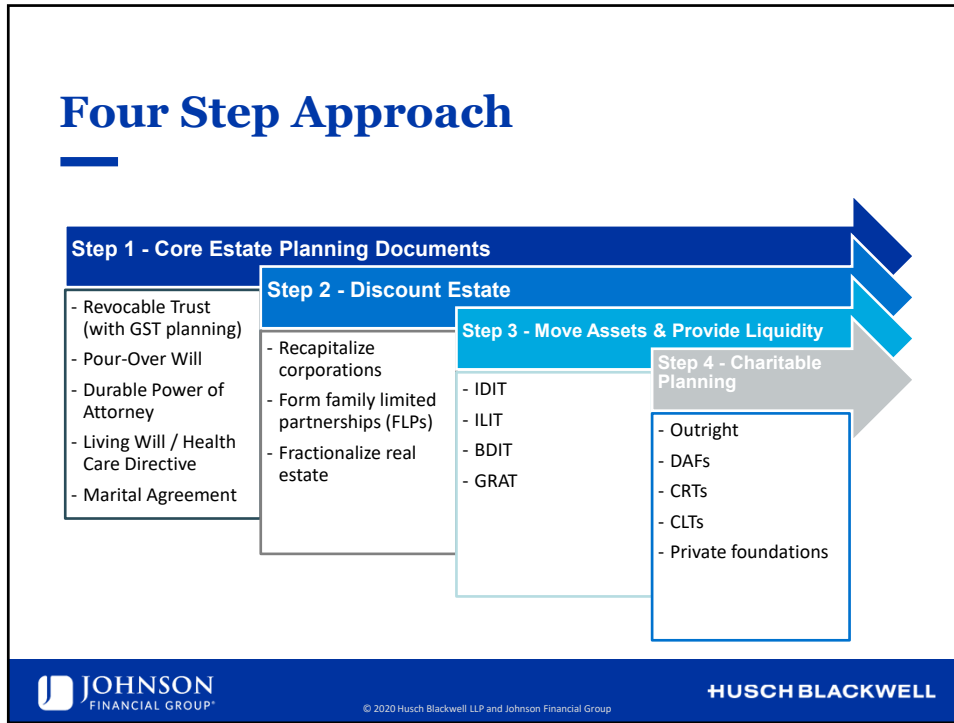 Four Step Approach
Step 1 - Core Estate Planning Documents
- Revocable Trust
(with GST planning)
- Pour-Over Will
- Durable Power of
Attorney
- Living Will / Health
Care Directive
- Marital Agreement
Step 2 - Discount Estate
- Recapitalize
corporations
- Form family limited
partnerships (FLPs)
- Fractionalize real
estate
Step 3 - Move Assets & Provide Liquidity
- IDIT
- ILIT
- BDIT
- GRAT
Step 4 - Charitable
Planning
- Outright
- DAFs
- CRTs
- CLTs
- Private foundations
JOHNSON
FINANCIAL GROUP®
© 2020 Husch Blackwell LLP and Johnson Financial Group
HUSCH BLACKWELL